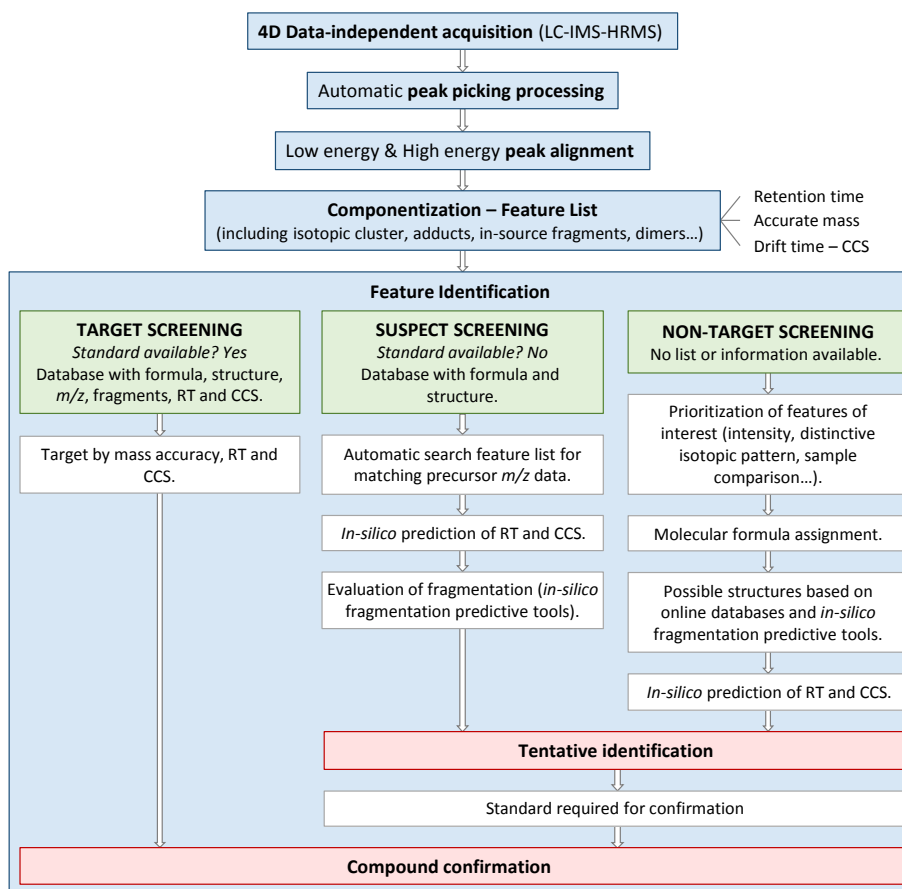 4D Data-independent acquisition (LC-IMS-HRMS)
Automatic peak picking processing
Low energy & High energy peak alignment
Componentization – Feature List
(including isotopic cluster, adducts, in-source fragments, dimers...)
Retention time
Accurate mass
Drift time – CCS
Feature Identification
TARGET SCREENING
Standard available? Yes
Database with formula, structure,
m/z, fragments, RT and CCS.
Target by mass accuracy, RT and
CCS.
SUSPECT SCREENING
Standard available? No
Database with formula and
structure.
Automatic search feature list for
matching precursor m/z data.
In-silico prediction of RT and CCS.
Evaluation of fragmentation (in-silico
fragmentation predictive tools).
NON-TARGET SCREENING
No list or information available.
Prioritization of features of
interest (intensity, distinctive
isotopic pattern, sample
comparison...).
Molecular formula assignment.
Possible structures based on
online databases and in-silico
fragmentation predictive tools.
In-silico prediction of RT and CCS.
Tentative identification
Standard required for confirmation
Compound confirmation